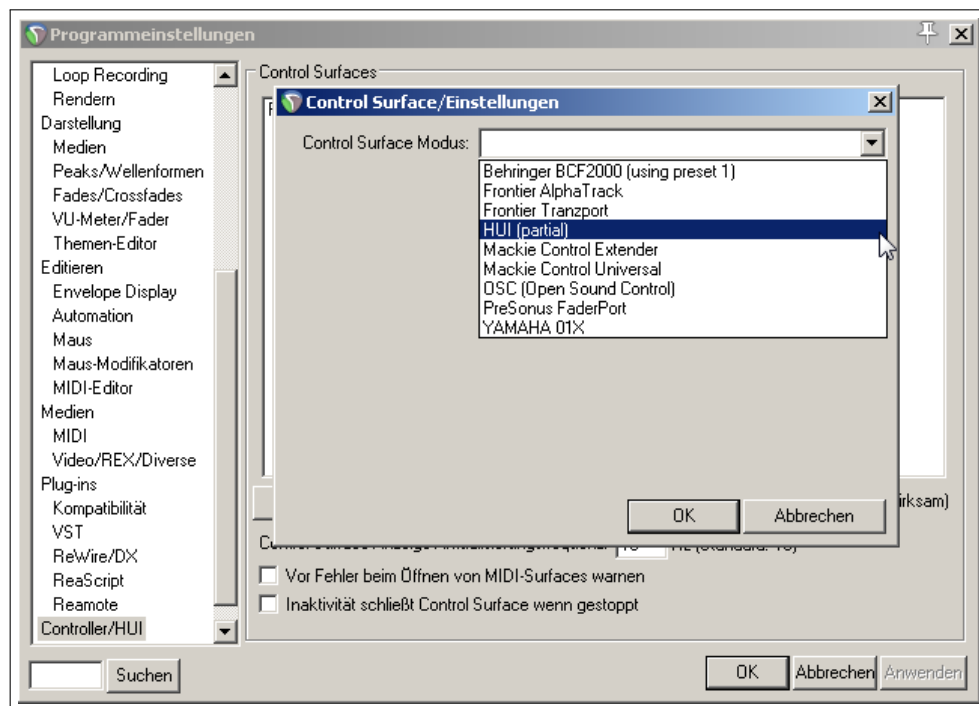 Programmeinstellungen
Loop Recording
Rendern
Darstellung
Medien
Peaks/Wellenformen
Fades/Crossfades
VU-Meter/Fader
Themen-Editor
Editieren
Envelope Display
Automation
Maus
Maus-Modifikatoren
MIDI-Editor
Medien
MIDI
Video/REX/Diverse
Plug-ins
Kompatibilität
VST
ReWire/DX
ReaScript
Reamote
Controller/HUI
Suchen
Control Surfaces
Control Surface/Einstellungen
Control Surface Modus:
Behringer BCF2000 (using preset 1)
Frontier AlphaTrack
Frontier Tranzport
HUI (partial)
Mackie Control Extender
Mackie Control Universal
OSC (Open Sound Control)
PreSonus FaderPort
YAMAHA 01X
OK Abbrechen
irksam)
Vor Fehler beim Öffnen von MIDI-Surfaces warnen
Inaktivität schließt Control Surface wenn gestoppt
OK Abbrechen Anwenden